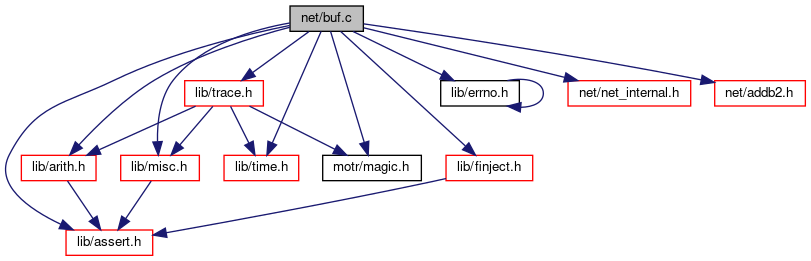 net/buf.c
lib/trace.h
lib/errno.h
net/net_internal.h
net/addb2.h
lib/arith.h
lib/misc.h
lib/time.h
motr/magic.h
lib/finject.h
lib/assert.h